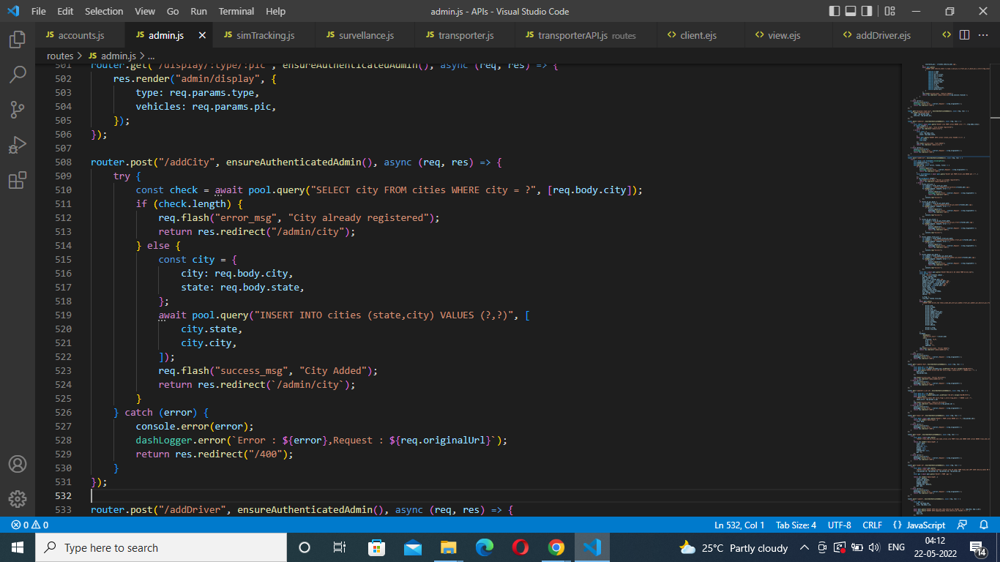 File Edit Selection View Go Run Terminal Help admin.js - APIs - Visual Studio Code
JS accounts.js JS admin.js JS simTracking.js JS survellance.js JS transporter.js JS transporterAPI.js routes <> client.ejs <> view.ejs <> addDriver.ejs <>
routes > JS admin.js > ...
501 router.get("/display/:type/:pic", ensureAuthenticatedAdmin(), async (req, res) => {
502 res.render("admin/display", {
503 type: req.params.type,
504 vehicles: req.params.pic,
505 });
506 });
507
508 router.post("/addCity", ensureAuthenticatedAdmin(), async (req, res) => {
509 try {
510 const check = await pool.query("SELECT city FROM cities WHERE city = ?", [req.body.city]);
511 if (check.length) {
512 req.flash("error_msg", "City already registered");
513 return res.redirect("/admin/city");
514 } else {
515 const city = {
516 city: req.body.city,
517 state: req.body.state,
518 };
519 await pool.query("INSERT INTO cities (state,city) VALUES (?,?)", [
520 city.state,
521 city.city,
522 ]);
523 req.flash("success_msg", "City Added");
524 return res.redirect(`/admin/city`);
525 }
526 } catch (error) {
527 console.error(error);
528 dashLogger.error(`Error : ${error},Request : ${req.originalUrl}`);
529 return res.redirect("/400");
530 }
531 });
532
533 router.post("/addDriver", ensureAuthenticatedAdmin(), async (req, res) => {
0 0 Ln 532, Col 1 Tab Size: 4 UTF-8 CRLF {} JavaScript
Type here to search 25°C Partly cloudy ENG 04:12
22-05-2022 14